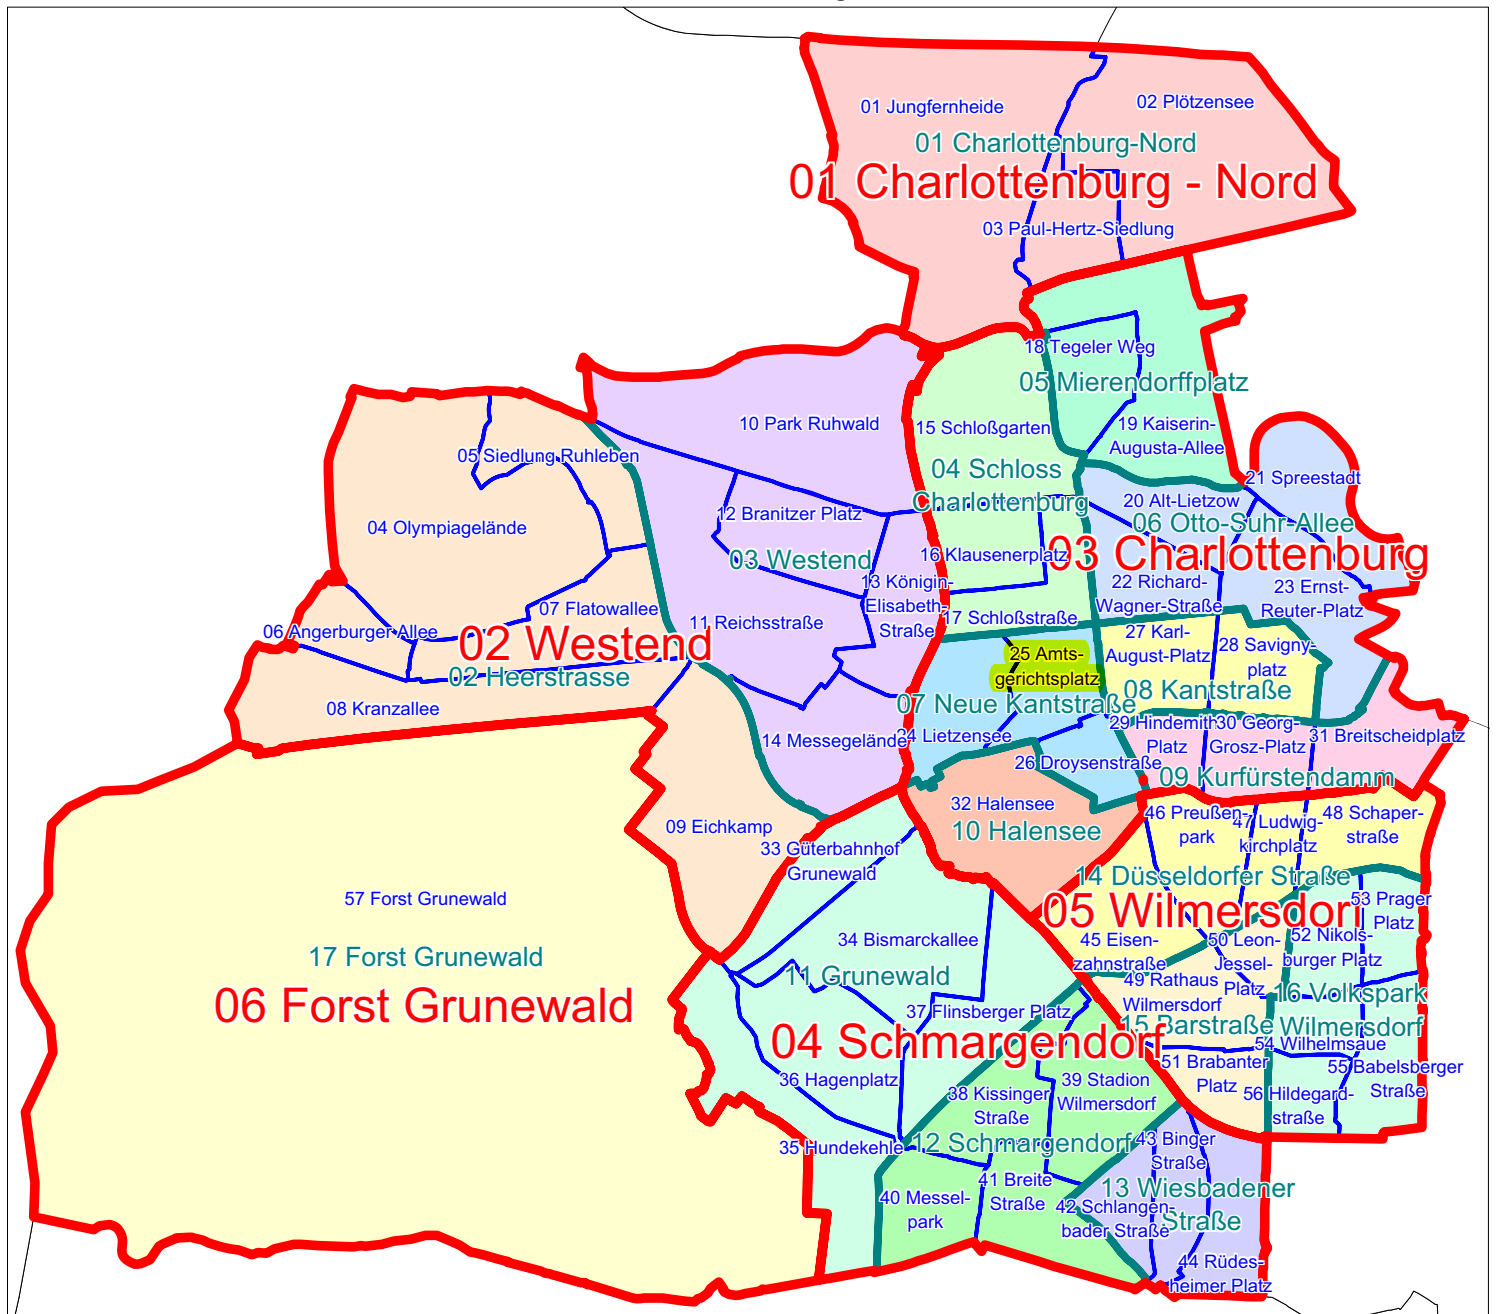 01 Jungfernheide
02 Plötzensee
01 Charlottenburg-Nord
01 Charlottenburg - Nord
03 Paul-Hertz-Siedlung
18 Tegeler Weg
05 Mierendorffplatz
10 Park Ruhwald
15 Schloßgarten
19 Kaiserin-
Augusta-Allee
05 Siedlung Ruhleben
04 Schloss
Charlottenburg
21 Spreestadt
20 Alt-Lietzow
04 Olympiagelände
12 Branitzer Platz
06 Otto-Suhr-Allee
03 Westend
16 Klausenerplatz
03 Charlottenburg
13 Königin-
Elisabeth-
Straße
22 Richard-
Wagner-Straße
23 Ernst-
Reuter-Platz
07 Flatowallee
11 Reichsstraße
17 Schloßstraße
06 Angerburger Allee
02 Westend
02 Heerstrasse
27 Karl-
August-Platz
28 Savigny-
platz
25 Amts-
gerichtsplatz
08 Kantstraße
08 Kranzallee
07 Neue Kantstraße
14 Messegelände
24 Lietzensee
29 Hindemith-
Platz
30 Georg-
Grosz-Platz
31 Breitscheidplatz
26 Droysenstraße
09 Kurfürstendamm
32 Halensee
10 Halensee
46 Preußen-
park
47 Ludwig-
kirchplatz
48 Schaper-
straße
09 Eichkamp
33 Güterbahnhof
Grunewald
14 Düsseldorfer Straße
57 Forst Grunewald
05 Wilmersdorf
53 Prager
Platz
34 Bismarckallee
45 Eisen-
zahnstraße
50 Leon-
Jessel-
Platz
52 Nikols-
burger Platz
17 Forst Grunewald
11 Grunewald
49 Rathaus
Wilmersdorf
16 Volkspark
Wilmersdorf
06 Forst Grunewald
37 Flinsberger Platz
15 Barstraße
04 Schmargendorf
54 Wilhelmsaue
51 Brabanter
Platz
55 Babelsberger
Straße
36 Hagenplatz
38 Kissinger
Straße
39 Stadion
Wilmersdorf
56 Hildegard-
straße
35 Hundekehle
12 Schmargendorf
43 Binger
Straße
40 Messel-
park
41 Breite
Straße
13 Wiesbadener
Straße
42 Schlangen-
bader Straße
44 Rüdes-
heimer Platz